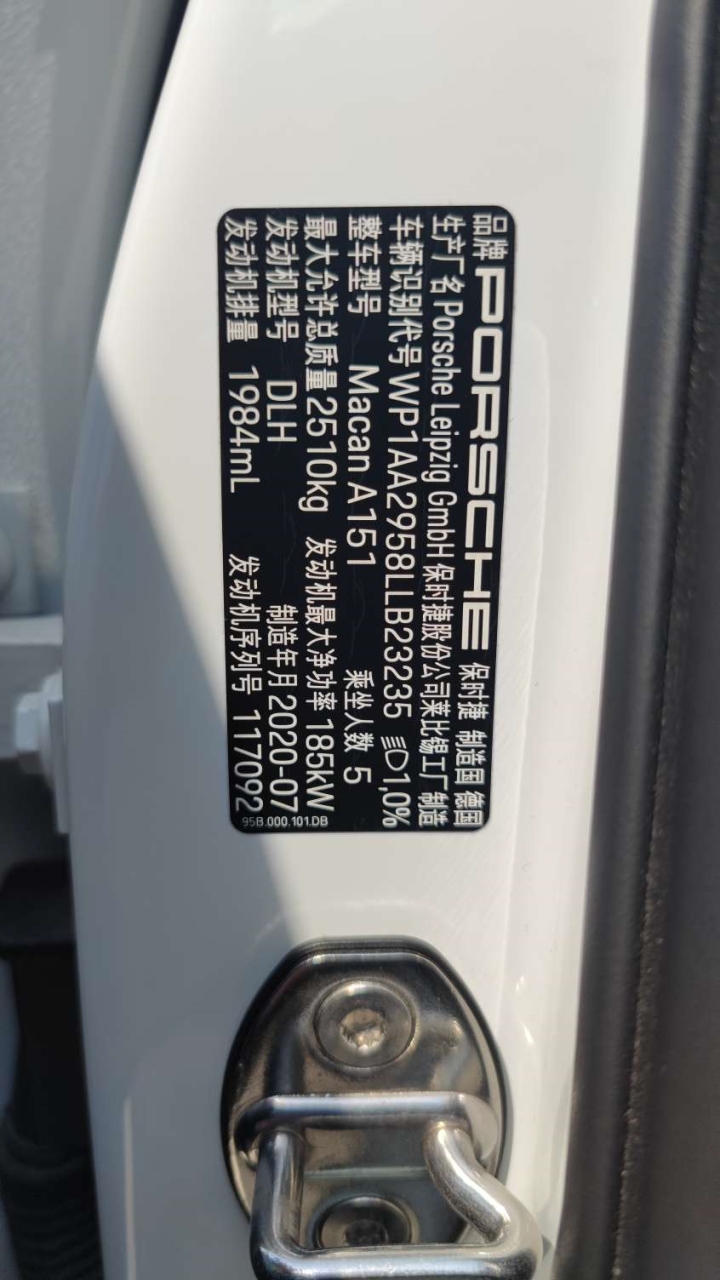 品牌 PORSCHE 保时捷 制造国 德国
生产厂名 Porsche Leipzig GmbH 保时捷股份公司莱比锡工厂 制造
车辆识别代号 WP1AA2958LLB23235 1,0%
整车型号 Macan A151 乘坐人数 5
最大允许总质量 2510kg 发动机最大净功率 185kW
发动机型号 DLH 制造年月 2020-07
发动机排量 1984mL 发动机序列号 117092
95B.000.101.DB